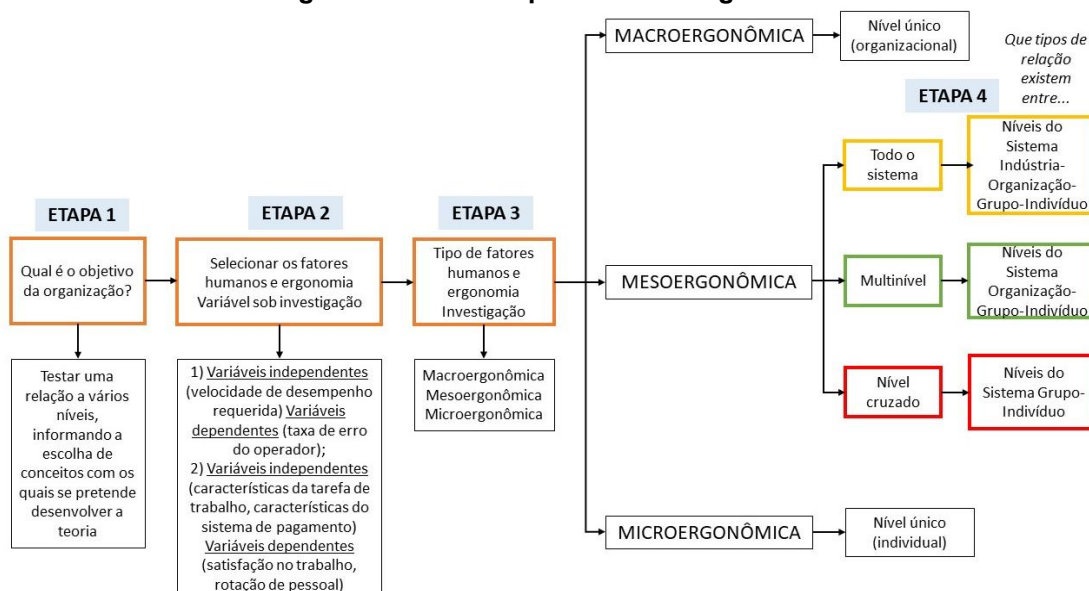 MACROERGONÔMICA
Nível único
(organizacional)
Que tipos de
relação
existem
entre...
ETAPA 4
Todo o
sistema
Níveis do
Sistema
Indústria-
Organização-
Grupo-Indivíduo
ETAPA 1
ETAPA 2
ETAPA 3
Qual é o objetivo
da organização?
Selecionar os fatores
humanos e ergonomia
Variável sob investigação
Tipo de fatores
humanos e
ergonomia
Investigação
MESOERGONÔMICA
Multinível
Níveis do
Sistema
Organização-
Grupo-Indivíduo
Testar uma
relação a vários
níveis,
informando a
escolha de
conceitos com os
quais se pretende
desenvolver a
teoria
1) Variáveis independentes
(velocidade de desempenho
requerida) Variáveis
dependentes (taxa de erro
do operador);
2) Variáveis independentes
(características da tarefa de
trabalho, características do
sistema de pagamento)
Variáveis dependentes
(satisfação no trabalho,
rotação de pessoal)
Macroergonômica
Mesoergonômica
Microergonômica
Nível
cruzado
Níveis do
Sistema Grupo-
Indivíduo
MICROERGONÔMICA
Nível único
(individual)